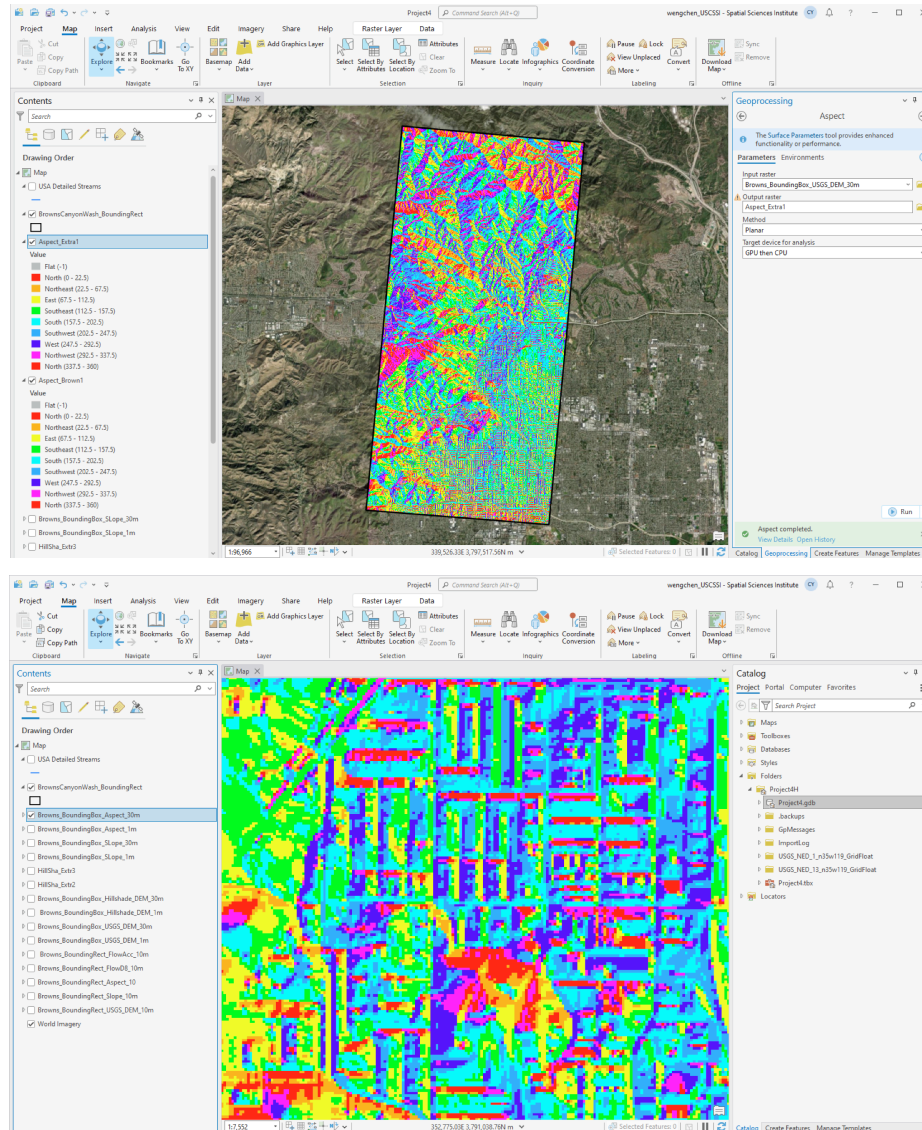 Project4
Command Search (Alt+Q)
wengchen_USCSSI - Spatial Sciences Institute
CY
?
Project Map Insert Analysis View Edit Imagery Share Help Raster Layer Data
Cut
Copy
Copy Path
Paste
Clipboard
Explore
Bookmarks
Go To XY
Navigate
Basemap
Add Data
Add Graphics Layer
Layer
Select
Select By Attributes
Select By Location
Attributes
Clear
Zoom To
Selection
Measure
Locate
Infographics
Coordinate Conversion
Inquiry
Pause
Lock
View Unplaced
More
Convert
Labeling
Download Map
Sync
Remove
Offline
Contents
Search
Drawing Order
Map
USA Detailed Streams
BrownsCanyonWash_BoundingRect
Aspect_Extra1
Value
Flat (-1)
North (0 - 22.5)
Northeast (22.5 - 67.5)
East (67.5 - 112.5)
Southeast (112.5 - 157.5)
South (157.5 - 202.5)
Southwest (202.5 - 247.5)
West (247.5 - 292.5)
Northwest (292.5 - 337.5)
North (337.5 - 360)
Aspect_Brown1
Value
Flat (-1)
North (0 - 22.5)
Northeast (22.5 - 67.5)
East (67.5 - 112.5)
Southeast (112.5 - 157.5)
South (157.5 - 202.5)
Southwest (202.5 - 247.5)
West (247.5 - 292.5)
Northwest (292.5 - 337.5)
North (337.5 - 360)
Browns_BoundingBox_SLope_30m
Browns_BoundingBox_SLope_1m
HillSha_Extr3
Map
1:96,966
339,526.33E 3,797,517.56N m
Selected Features: 0
Geoprocessing
Aspect
The Surface Parameters tool provides enhanced
functionality or performance.
Parameters Environments
Input raster
Browns_BoundingBox_USGS_DEM_30m
Output raster
Aspect_Extra1
Method
Planar
Target device for analysis
GPU then CPU
Run
Aspect completed.
View Details Open History
Catalog Geoprocessing Create Features Manage Templates
Project4
Command Search (Alt+Q)
wengchen_USCSSI - Spatial Sciences Institute
CY
?
Project Map Insert Analysis View Edit Imagery Share Help Raster Layer Data
Cut
Copy
Copy Path
Paste
Clipboard
Explore
Bookmarks
Go To XY
Navigate
Basemap
Add Data
Add Graphics Layer
Layer
Select
Select By Attributes
Select By Location
Attributes
Clear
Zoom To
Selection
Measure
Locate
Infographics
Coordinate Conversion
Inquiry
Pause
Lock
View Unplaced
More
Convert
Labeling
Download Map
Sync
Remove
Offline
Contents
Search
Drawing Order
Map
USA Detailed Streams
BrownsCanyonWash_BoundingRect
Browns_BoundingBox_Aspect_30m
Browns_BoundingBox_Aspect_1m
Browns_BoundingBox_SLope_30m
Browns_BoundingBox_SLope_1m
HillSha_Extr3
HillSha_Extr2
Browns_BoundingBox_Hillshade_DEM_30m
Browns_BoundingBox_Hillshade_DEM_1m
Browns_BoundingBox_USGS_DEM_30m
Browns_BoundingBox_USGS_DEM_1m
Browns_BoundingRect_FlowAcc_10m
Browns_BoundingRect_FlowD8_10m
Browns_BoundingRect_Aspect_10
Browns_BoundingRect_Slope_10m
Browns_BoundingRect_USGS_DEM_10m
World Imagery
Map
1:7,552
352,775.03E 3,791,038.76N m
Selected Features: 0
Catalog
Project Portal Computer Favorites
Search Project
Maps
Toolboxes
Databases
Styles
Folders
Project4H
Project4.gdb
.backups
GpMessages
ImportLog
USGS_NED_1_n35w119_GridFloat
USGS_NED_13_n35w119_GridFloat
Project4.tbx
Locators
Catalog Create Features Manage Templates